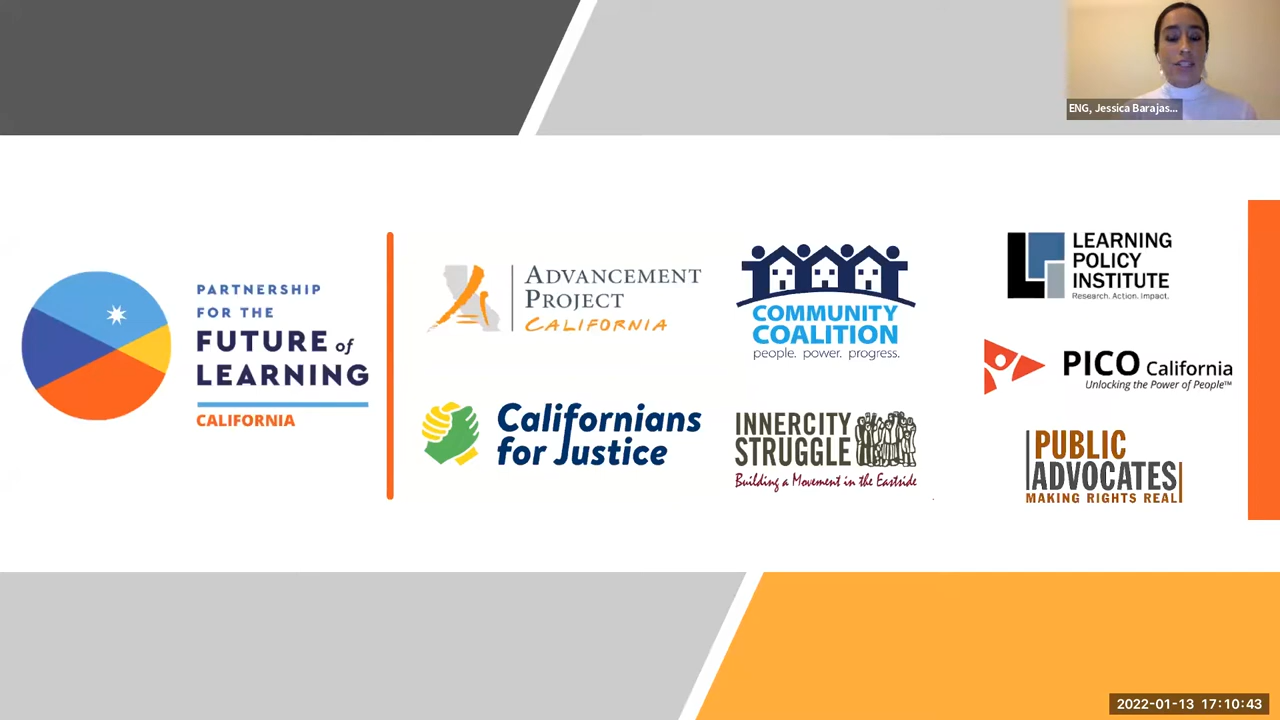 ENG, Jessica Barajas...
PARTNERSHIP
FOR THE
FUTURE of
LEARNING
CALIFORNIA
ADVANCEMENT
PROJECT
CALIFORNIA
Californians
for Justice
COMMUNITY
COALITION
people. power. progress.
INNERCITY
STRUGGLE
Building a Movement in the Eastside
LEARNING
POLICY
INSTITUTE
Research. Action. Impact.
PICO California
Unlocking the Power of People™
PUBLIC
ADVOCATES
MAKING RIGHTS REAL
2022-01-13 17:10:43